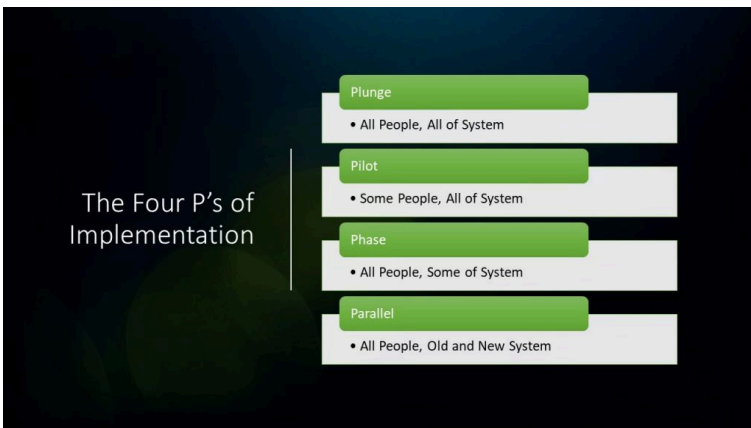 The Four P’s of
Implementation
Plunge
• All People, All of System
Pilot
• Some People, All of System
Phase
• All People, Some of System
Parallel
• All People, Old and New System